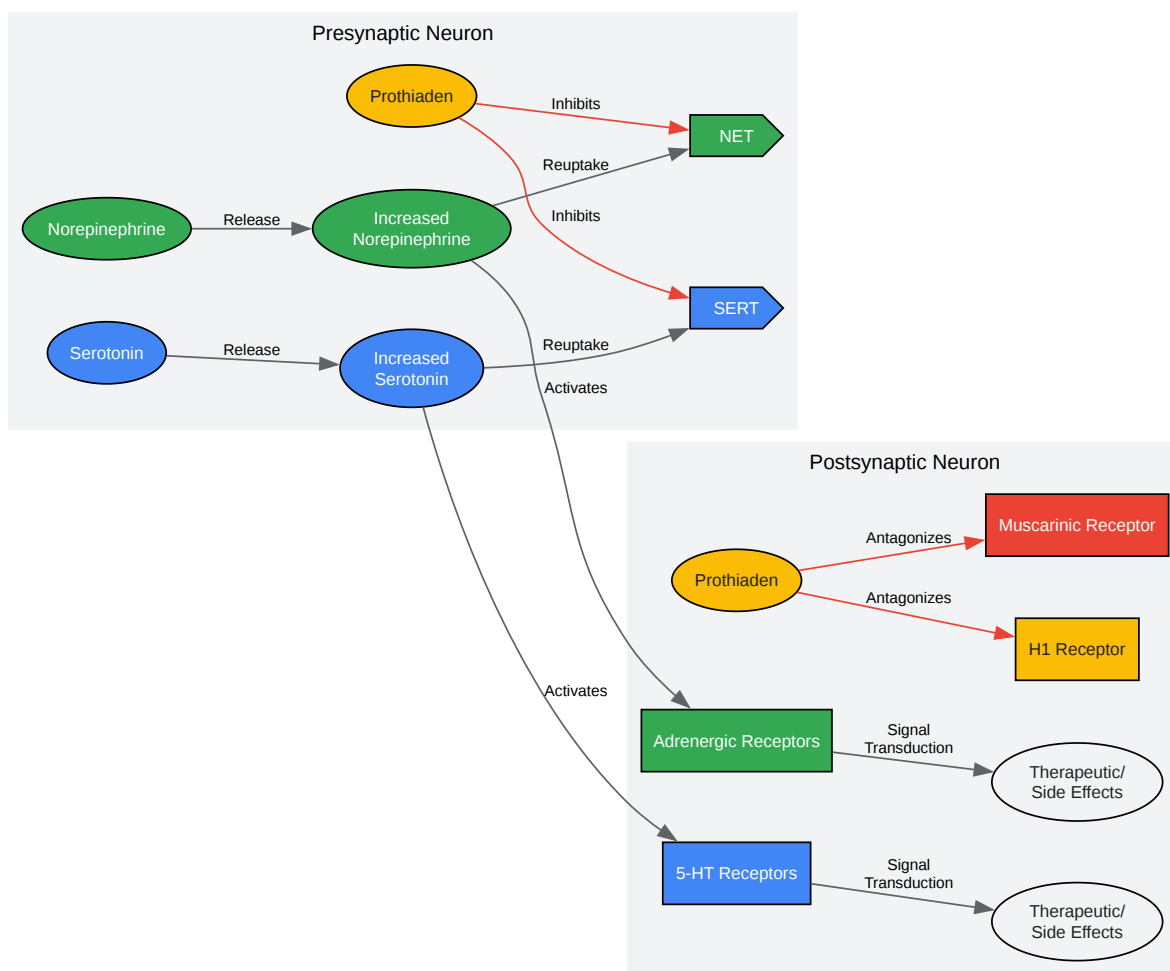 Presynaptic Neuron
Prothiaden
Inhibits
NET
Reuptake
Norepinephrine
Release
Increased
Norepinephrine
Inhibits
SERT
Serotonin
Release
Increased
Serotonin
Reuptake
Activates
Postsynaptic Neuron
Muscarinic Receptor
Antagonizes
Prothiaden
Antagonizes
H1 Receptor
Activates
Adrenergic Receptors
Signal
Transduction
Therapeutic/
Side Effects
5-HT Receptors
Signal
Transduction
Therapeutic/
Side Effects